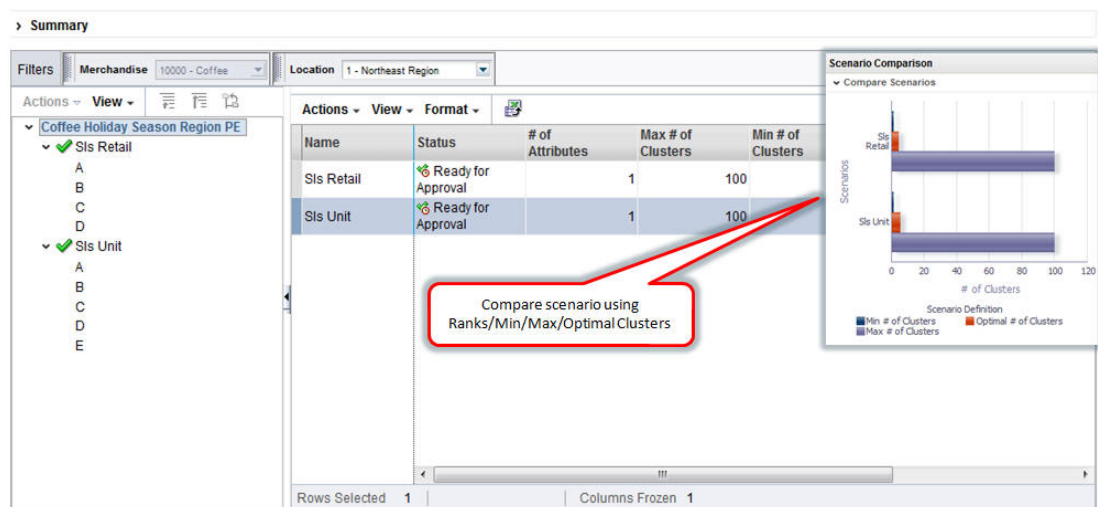 Summary
Filters
Merchandise 10000 - Coffee
Location 1 - Northeast Region
Actions View
Coffee Holiday Season Region PE
Sls Retail
A
B
C
D
Sls Unit
A
B
C
D
E
Actions View Format
Name Status # of Attributes Max # of Clusters Min # of Clusters
Sls Retail Ready for Approval 1 100
Sls Unit Ready for Approval 1 100
Compare scenario using
Ranks/Min/Max/Optimal Clusters
Rows Selected 1 Columns Frozen 1
Scenario Comparison
Compare Scenarios
Scenarios
Sls
Retail
Sls Unit
0 20 40 60 80 100 120
# of Clusters
Scenario Definition
Min # of Clusters Optimal # of Clusters
Max # of Clusters